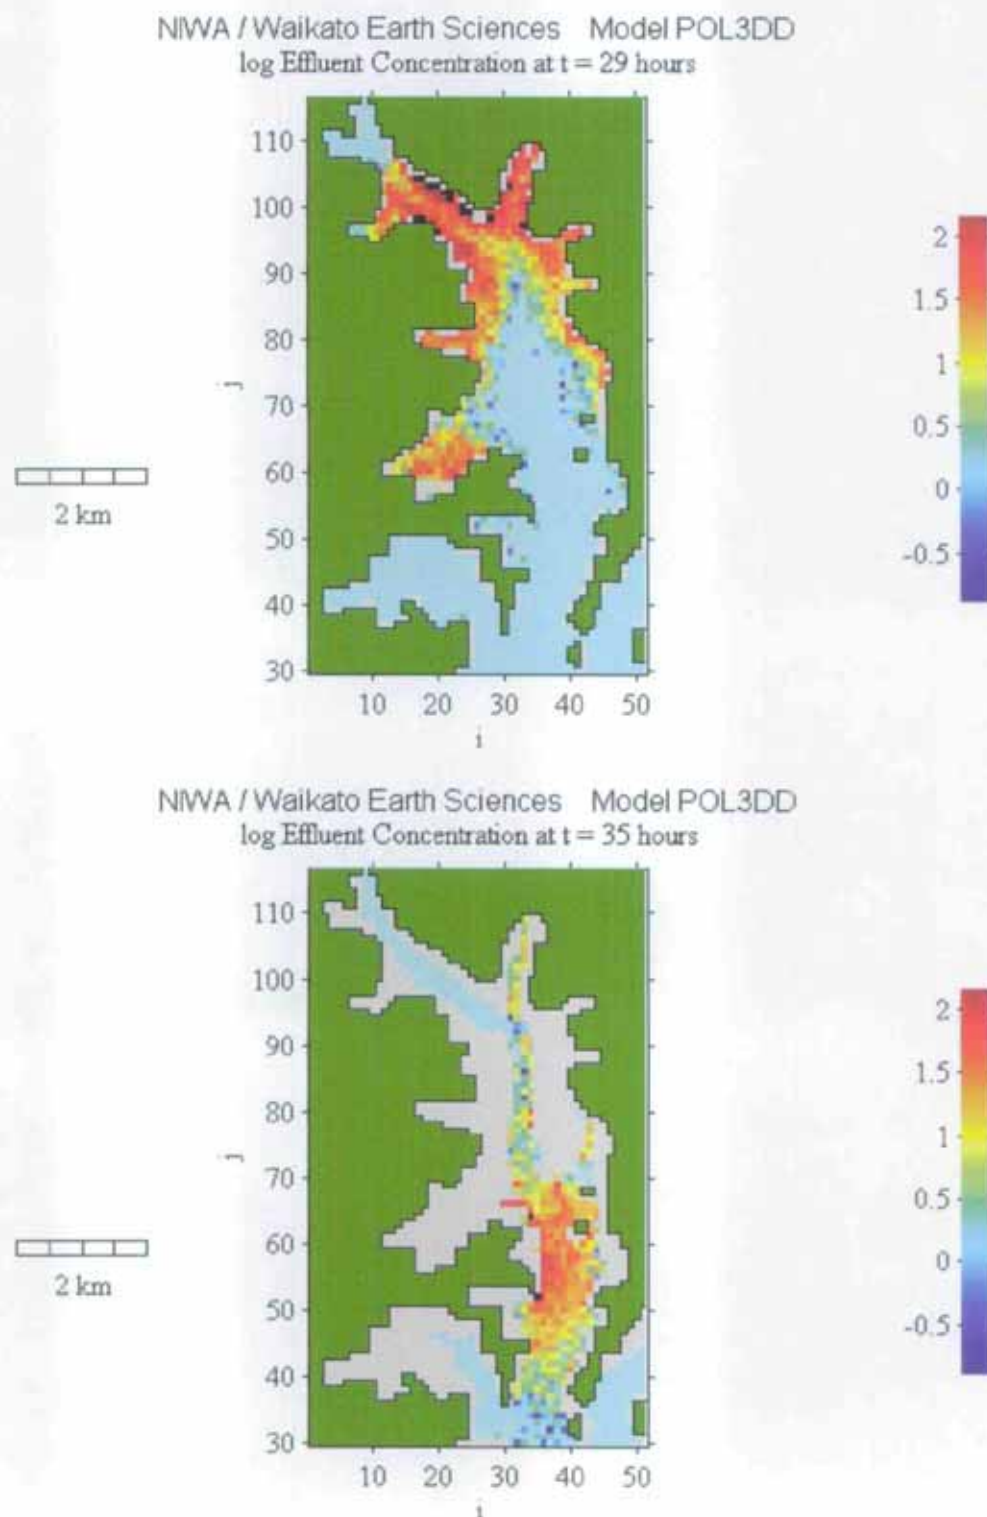 NIWA / Waikato Earth Sciences Model POL3DD
log Effluent Concentration at t = 29 hours
110
100
90
80
70
60
50
40
30
j
10 20 30 40 50
i
2 km
2
1.5
1
0.5
0
-0.5
NIWA / Waikato Earth Sciences Model POL3DD
log Effluent Concentration at t = 35 hours
110
100
90
80
70
60
50
40
30
j
10 20 30 40 50
i
2 km
2
1.5
1
0.5
0
-0.5